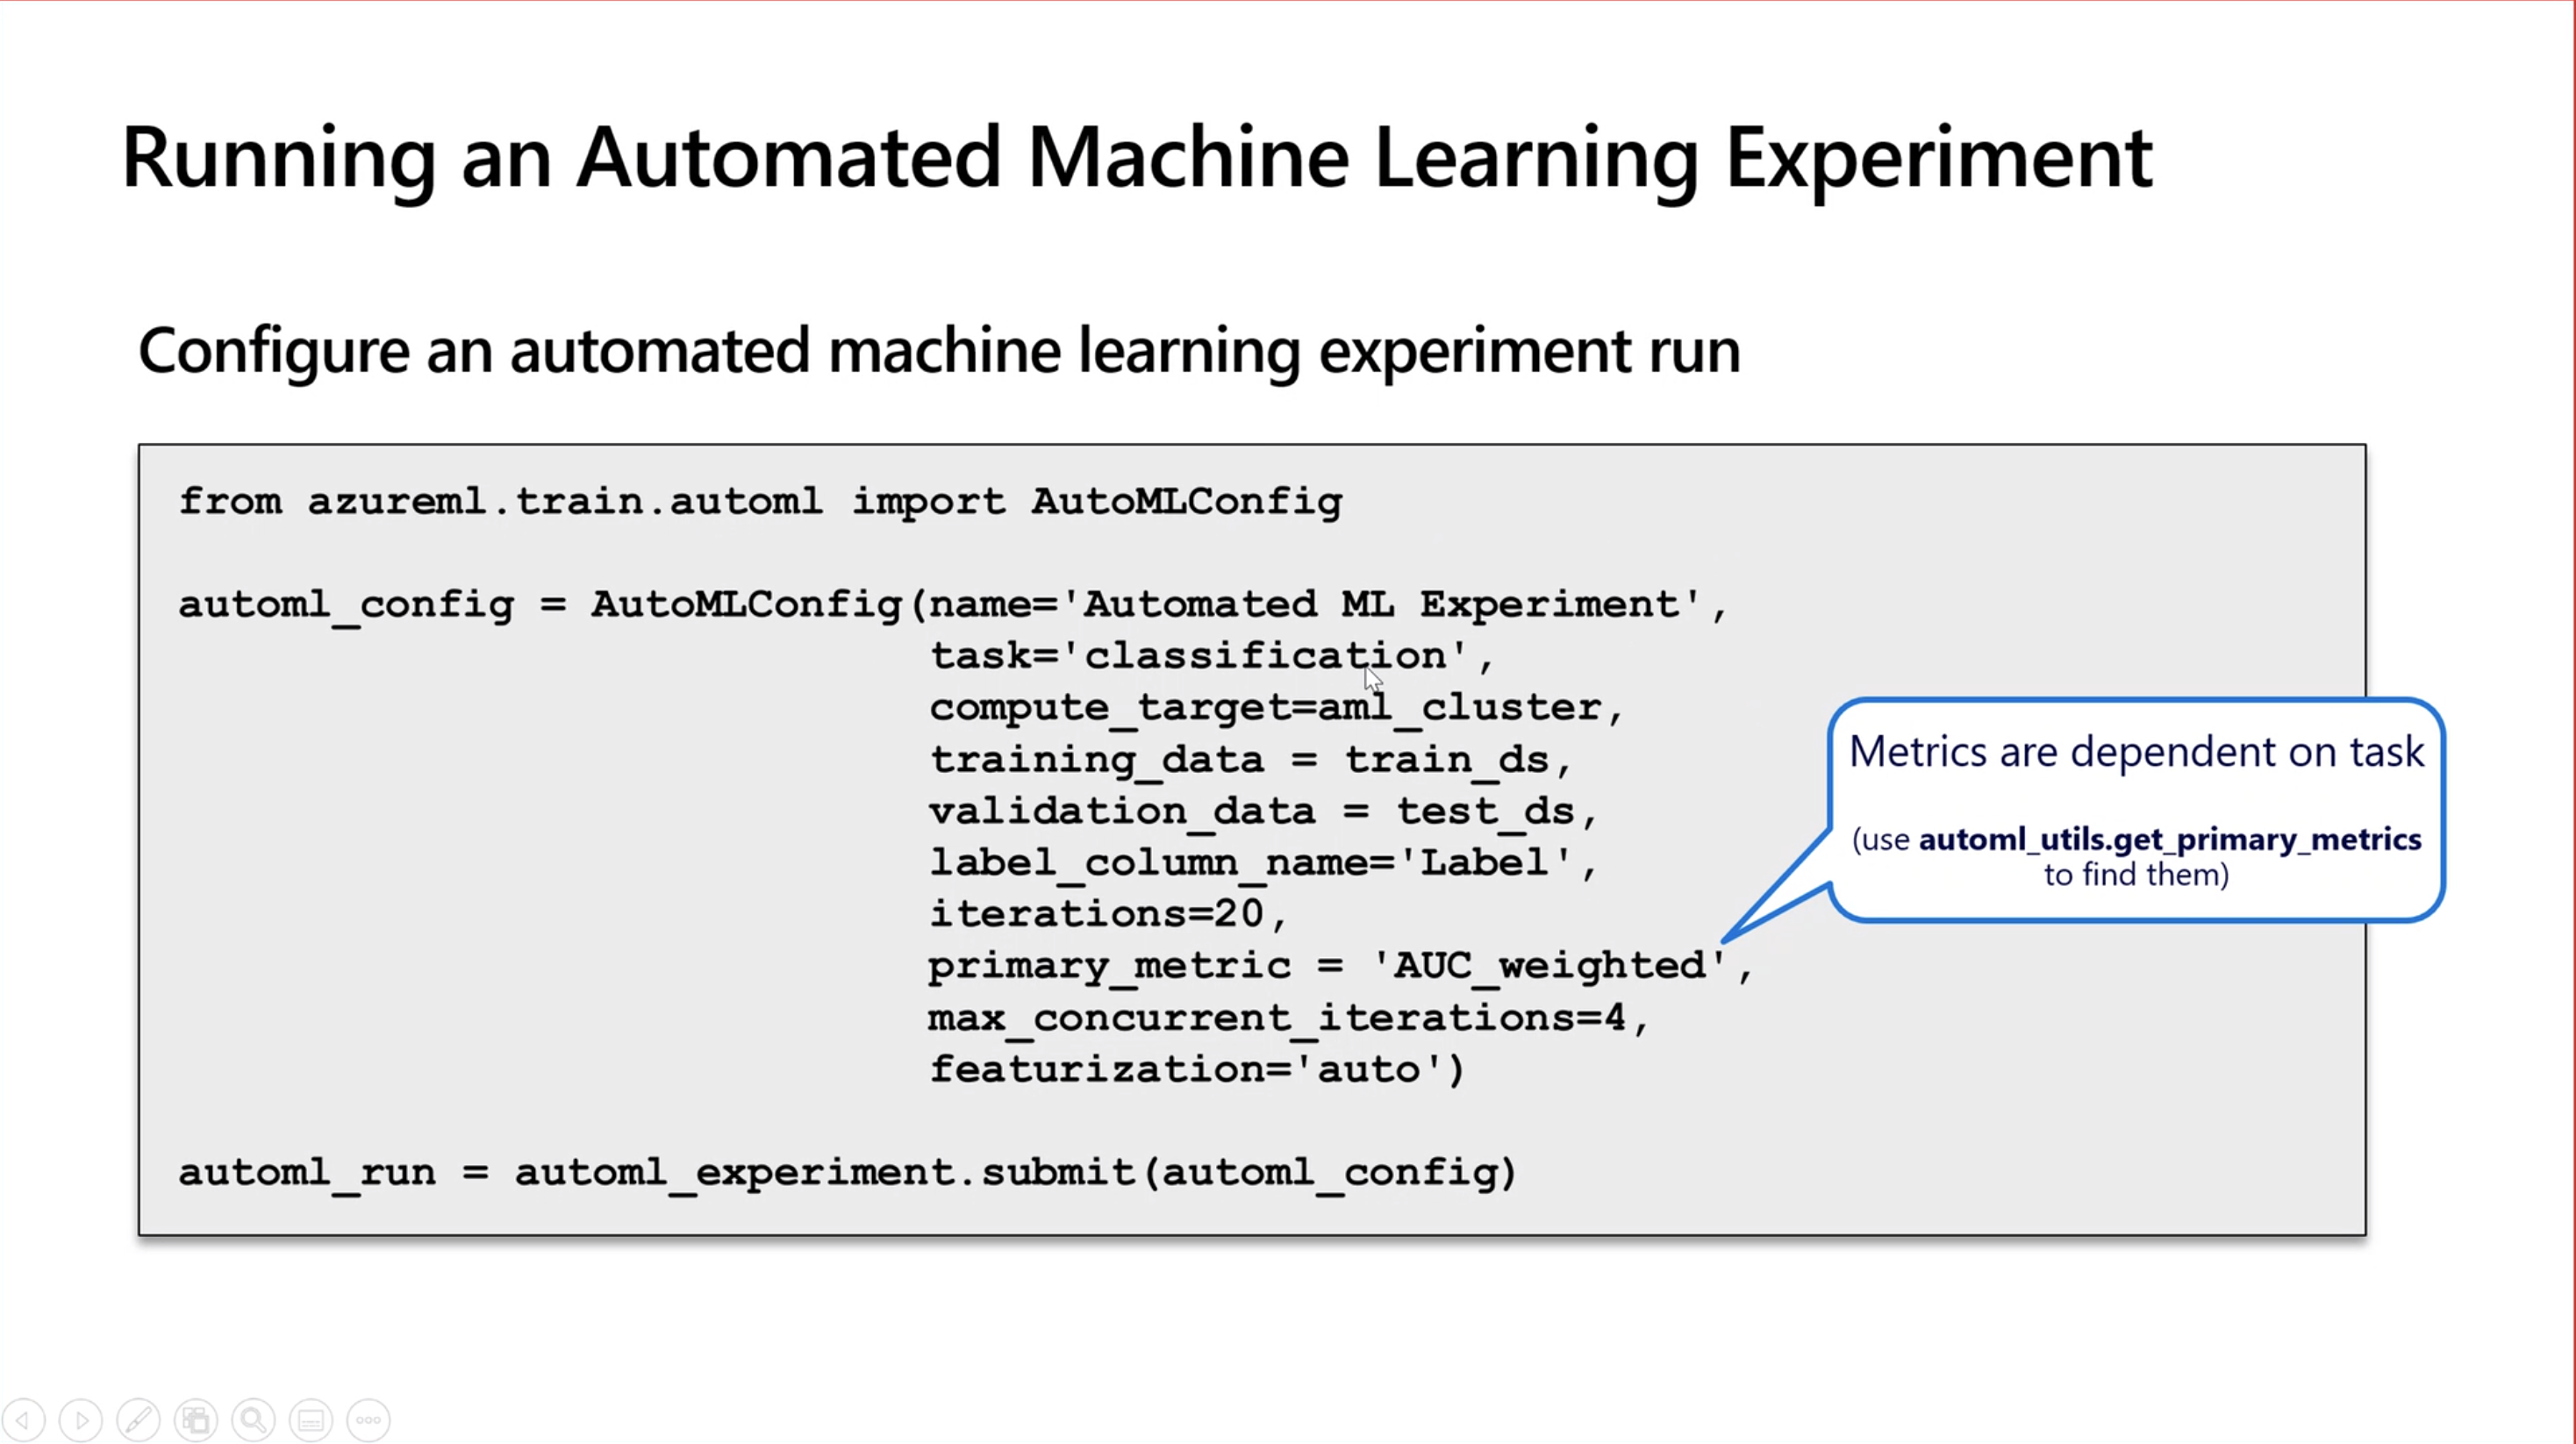 Running an Automated Machine Learning Experiment
Configure an automated machine learning experiment run
from azureml.train.automl import AutoMLConfig
automl_config = AutoMLConfig(name='Automated ML Experiment',
task='classification',
compute_target=aml_cluster,
training_data = train_ds,
validation_data = test_ds,
label_column_name='Label',
iterations=20,
primary_metric = 'AUC_weighted',
max_concurrent_iterations=4,
featurization='auto')
automl_run = automl_experiment.submit(automl_config)
Metrics are dependent on task
(use automl_utils.get_primary_metrics
to find them)